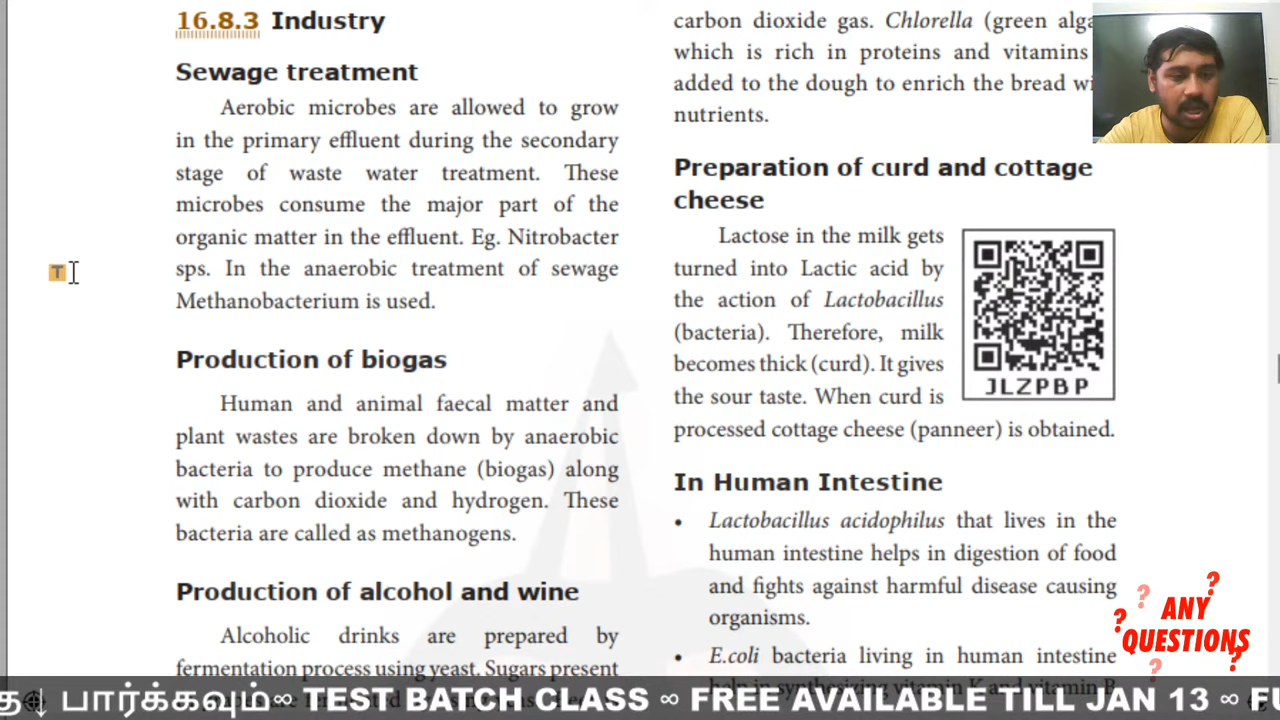 16.8.3 Industry
Sewage treatment
Aerobic microbes are allowed to grow
in the primary effluent during the secondary
stage of waste water treatment. These
microbes consume the major part of the
organic matter in the effluent. Eg. Nitrobacter
sps. In the anaerobic treatment of sewage
Methanobacterium is used.
Production of biogas
Human and animal faecal matter and
plant wastes are broken down by anaerobic
bacteria to produce methane (biogas) along
with carbon dioxide and hydrogen. These
bacteria are called as methanogens.
Production of alcohol and wine
Alcoholic drinks are prepared by
fermentation process using yeast. Sugars present
carbon dioxide gas. Chlorella (green
which is rich in proteins and vitamins
added to the dough to enrich the bread
nutrients.
Preparation of curd and cottage
cheese
Lactose in the milk gets
turned into Lactic acid by
the action of Lactobacillus
(bacteria). Therefore, milk
becomes thick (curd). It gives
the sour taste. When curd is
processed cottage cheese (panneer) is obtained.
JLZPBP
In Human Intestine
• Lactobacillus acidophilus that lives in the
human intestine helps in digestion of food
and fights against harmful disease causing
organisms.
• E.coli bacteria living in human intestine
help in synthesizing vitamin K and vitamin B
T
? ? ? ? ? ?
ANY
QUESTIONS
பார்க்கவும்∞ TEST BATCH CLASS ∞ FREE AVAILABLE TILL JAN 13 ∞